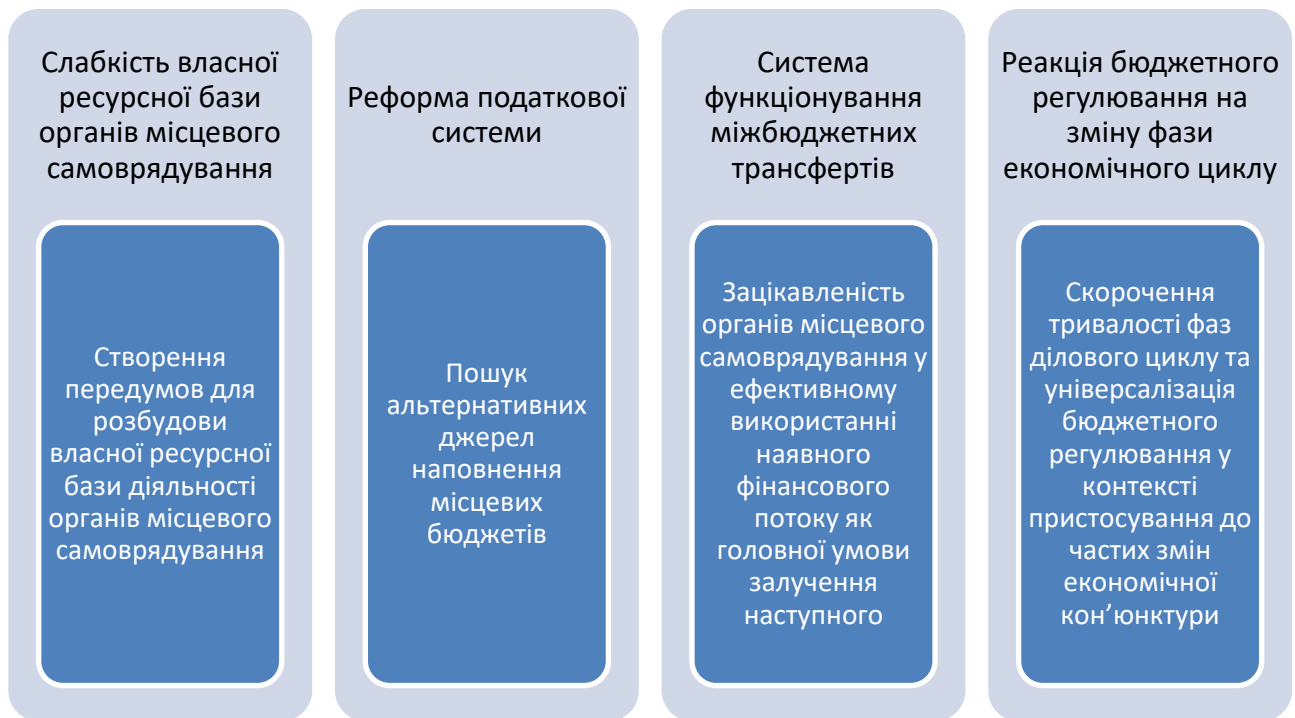 Слабкість власної
ресурсної бази
органів місцевого
самоврядування
Створення
передумов для
розбудови
власної ресурсної
бази діяльності
органів місцевого
самоврядування
Реформа податкової
системи
Пошук
альтернативних
джерел
наповнення
місцевих
бюджетів
Система
функціонування
міжбюджетних
трансфертів
Зацікавленість
органів місцевого
самоврядування у
ефективному
використанні
наявного
фінансового
потоку як
головної умови
залучення
наступного
Реакція бюджетного
регулювання на
зміну фази
економічного циклу
Скорочення
тривалості фаз
ділового циклу та
універсалізація
бюджетного
регулювання у
контексті
пристосування до
частих змін
економічної
кон’юнктури